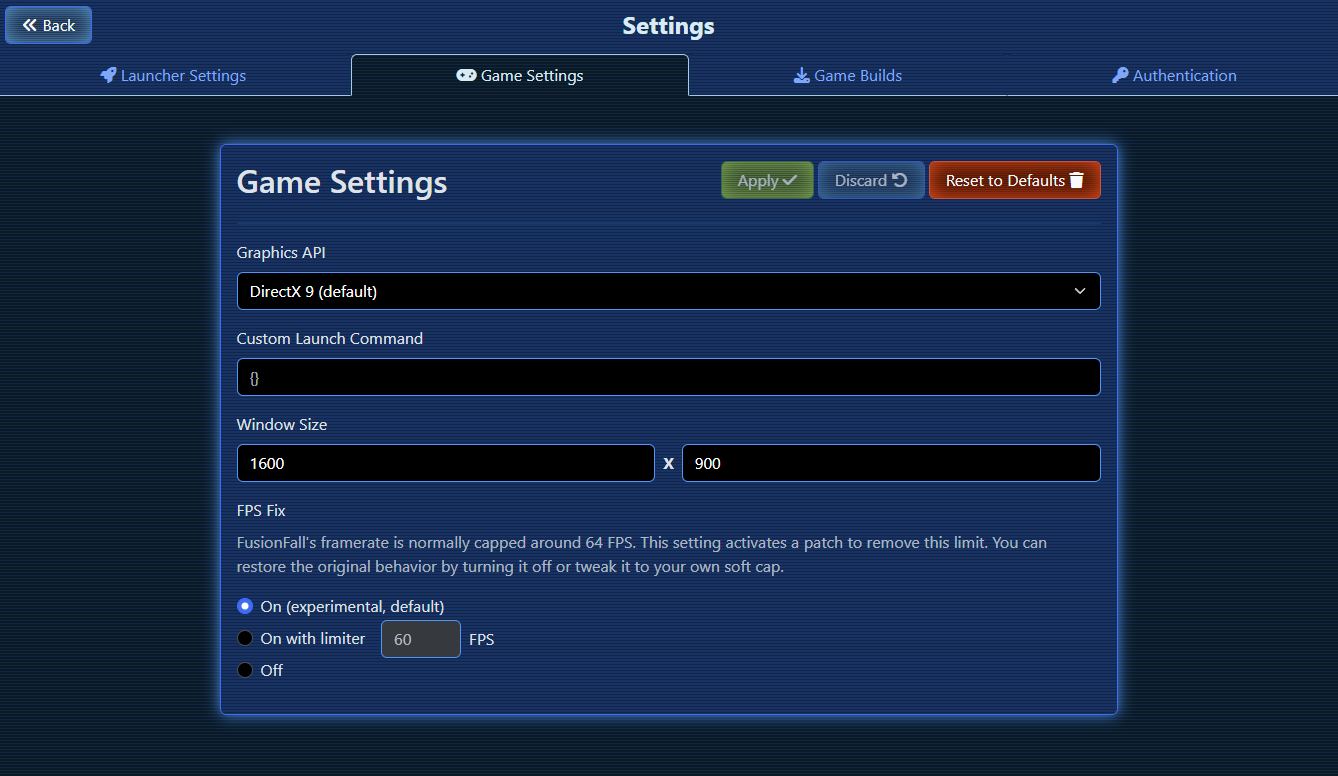 Back
Settings
Launcher Settings
Game Settings
Game Builds
Authentication
Game Settings
Apply
Discard
Reset to Defaults
Graphics API
DirectX 9 (default)
Custom Launch Command
{}
Window Size
1600 x 900
FPS Fix
FusionFall's framerate is normally capped around 64 FPS. This setting activates a patch to remove this limit. You can
restore the original behavior by turning it off or tweak it to your own soft cap.
On (experimental, default)
On with limiter 60 FPS
Off